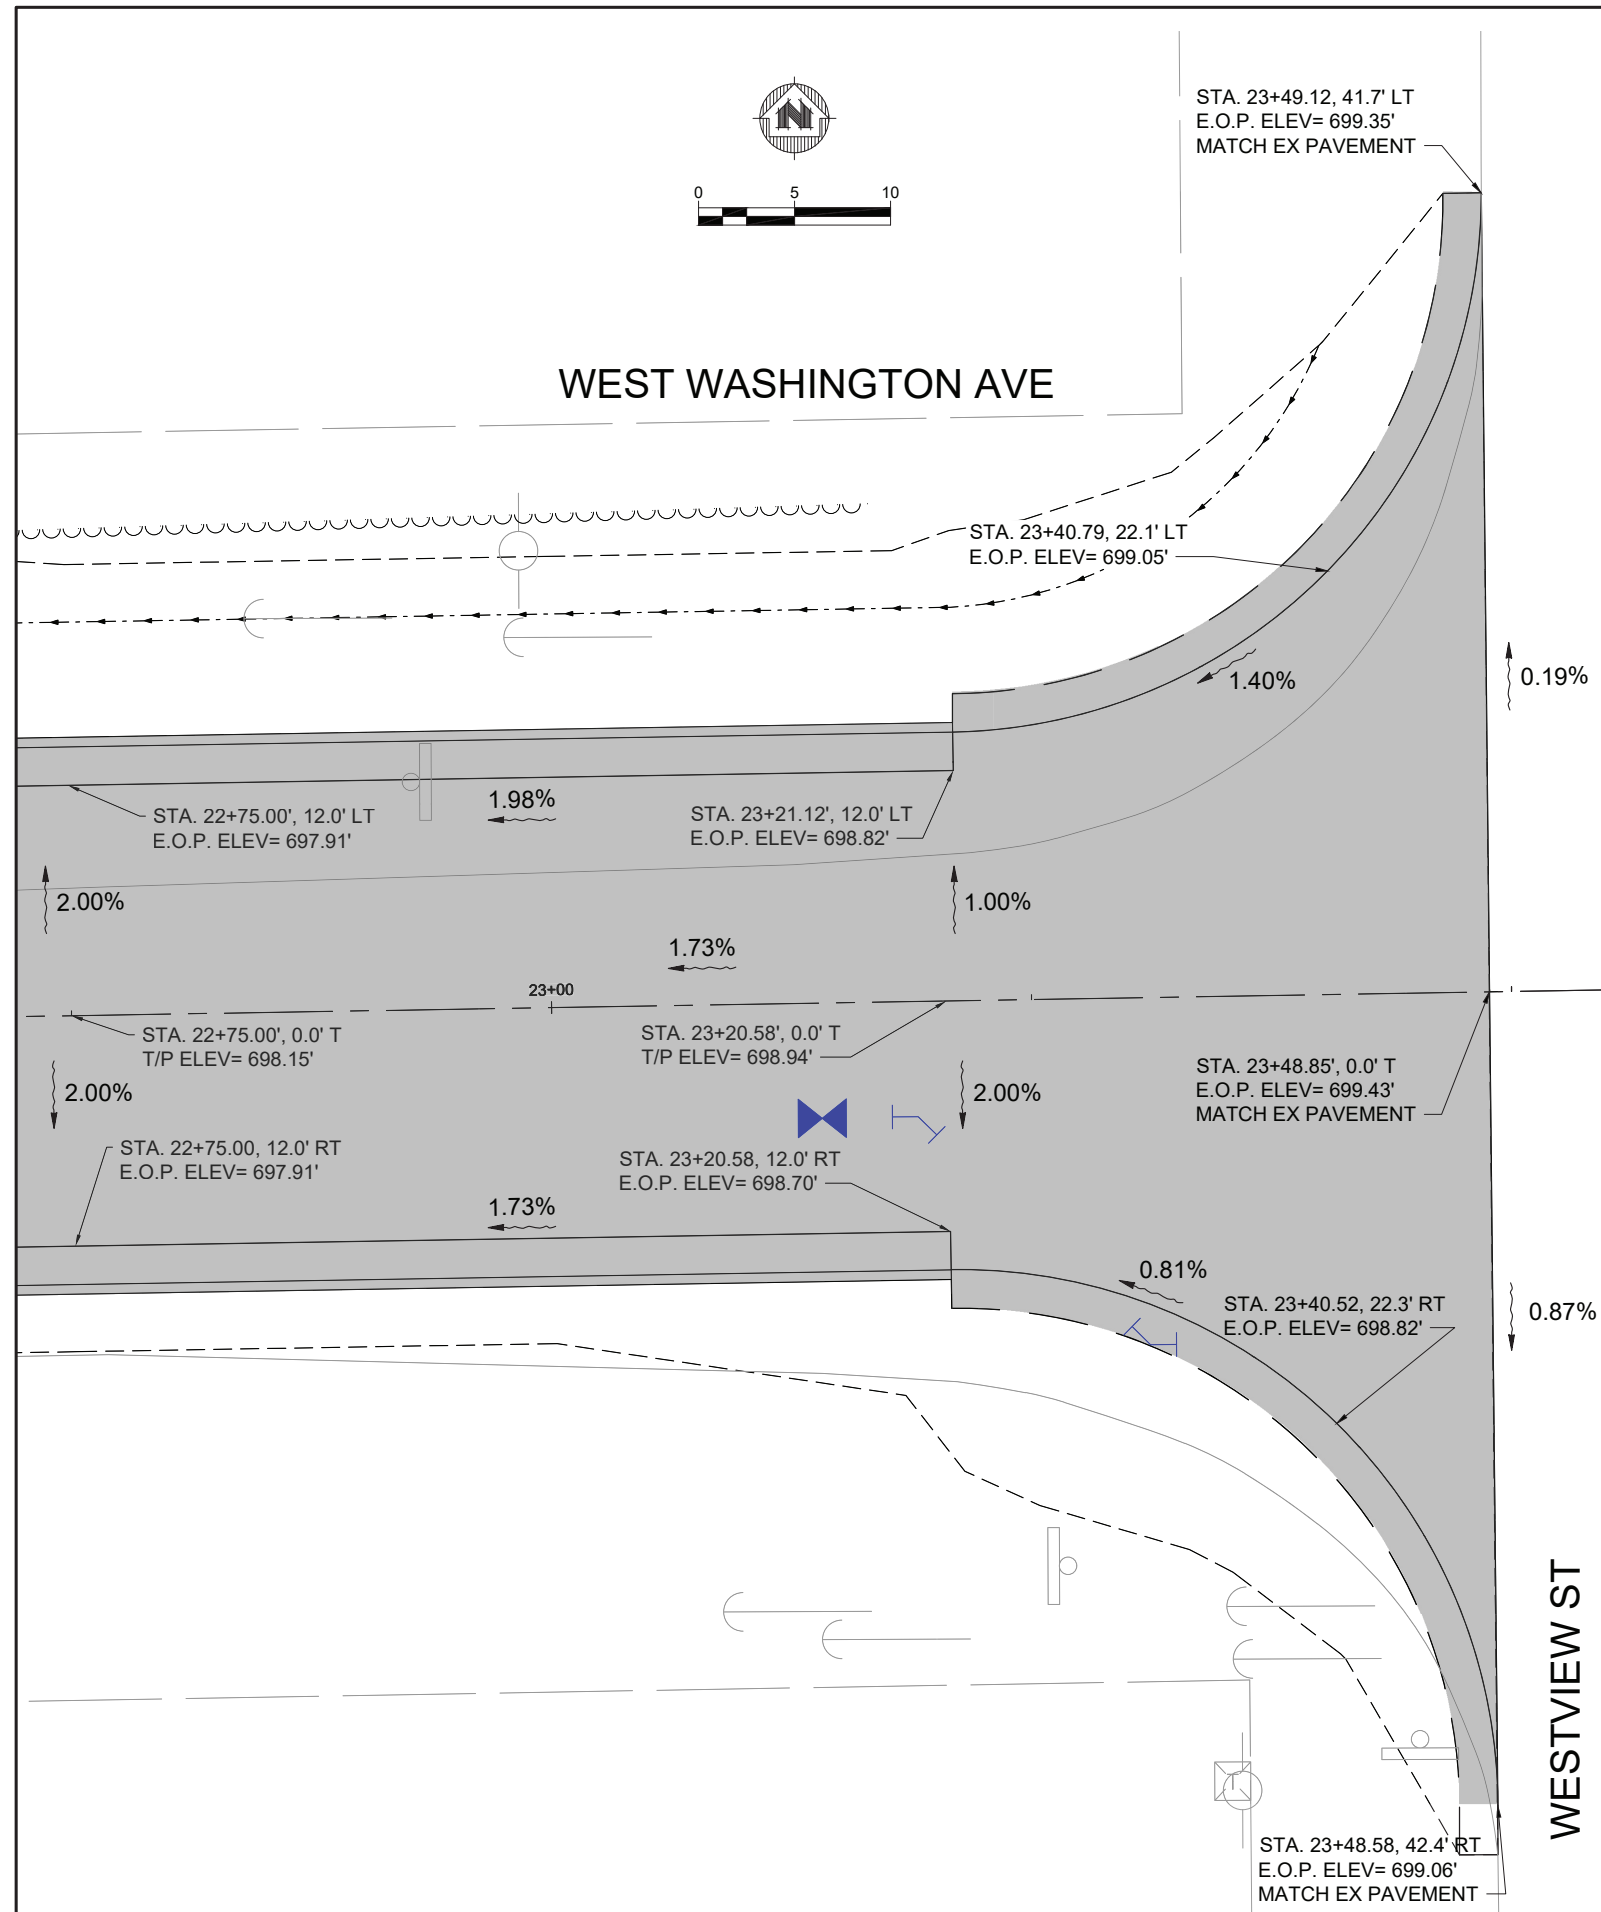 STA. 23+49.12, 41.7' LT
E.O.P. ELEV= 699.35'
MATCH EX PAVEMENT
N
0 5 10
WEST WASHINGTON AVE
STA. 23+40.79, 22.1' LT
E.O.P. ELEV= 699.05'
1.40%
0.19%
1.98%
STA. 22+75.00', 12.0' LT
E.O.P. ELEV= 697.91'
STA. 23+21.12', 12.0' LT
E.O.P. ELEV= 698.82'
2.00%
1.00%
1.73%
23+00
STA. 22+75.00', 0.0' T
T/P ELEV= 698.15'
STA. 23+20.58', 0.0' T
T/P ELEV= 698.94'
STA. 23+48.85', 0.0' T
E.O.P. ELEV= 699.43'
MATCH EX PAVEMENT
2.00%
2.00%
STA. 22+75.00, 12.0' RT
E.O.P. ELEV= 697.91'
STA. 23+20.58, 12.0' RT
E.O.P. ELEV= 698.70'
1.73%
0.81%
STA. 23+40.52, 22.3' RT
E.O.P. ELEV= 698.82'
0.87%
WESTVIEW ST
T
STA. 23+48.58, 42.4' RT
E.O.P. ELEV= 699.06'
MATCH EX PAVEMENT